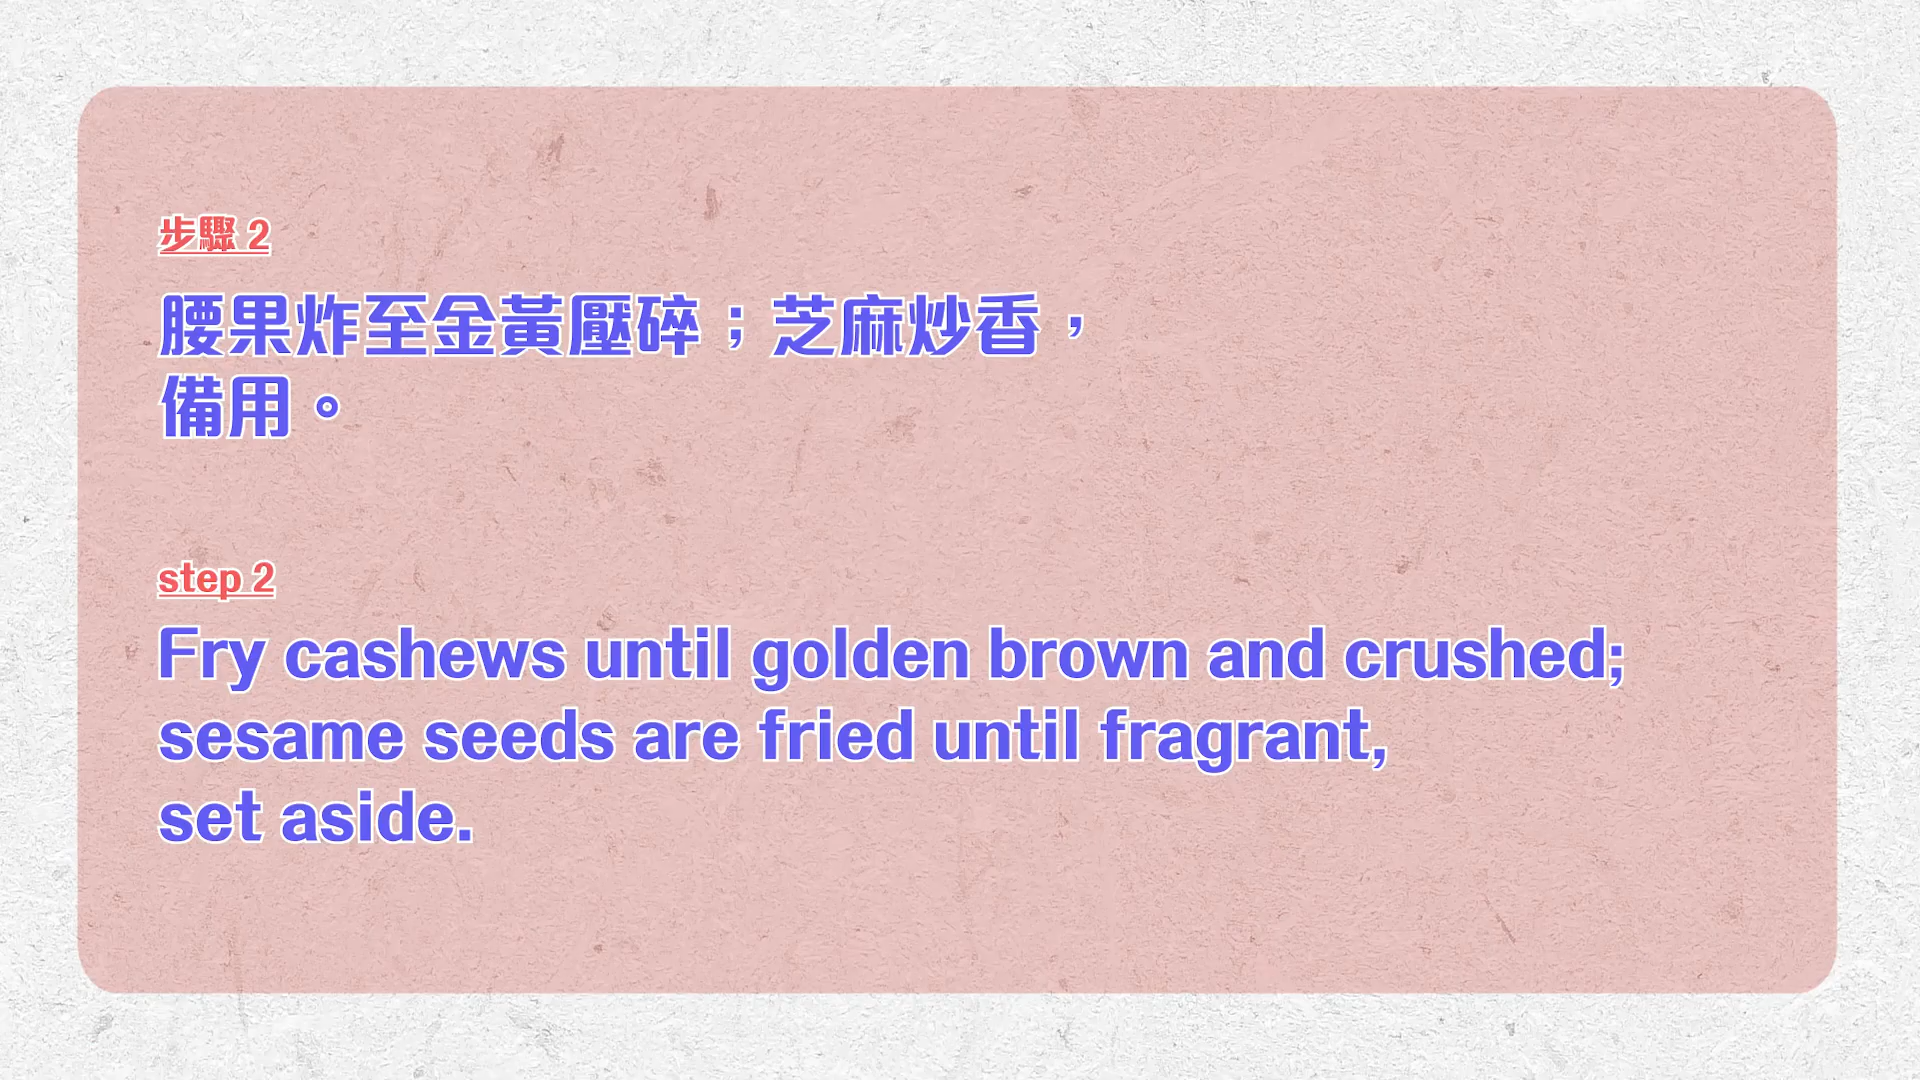 步驟 2
腰果炸至金黃壓碎；芝麻炒香，
備用。
step 2
Fry cashews until golden brown and crushed;
sesame seeds are fried until fragrant,
set aside.